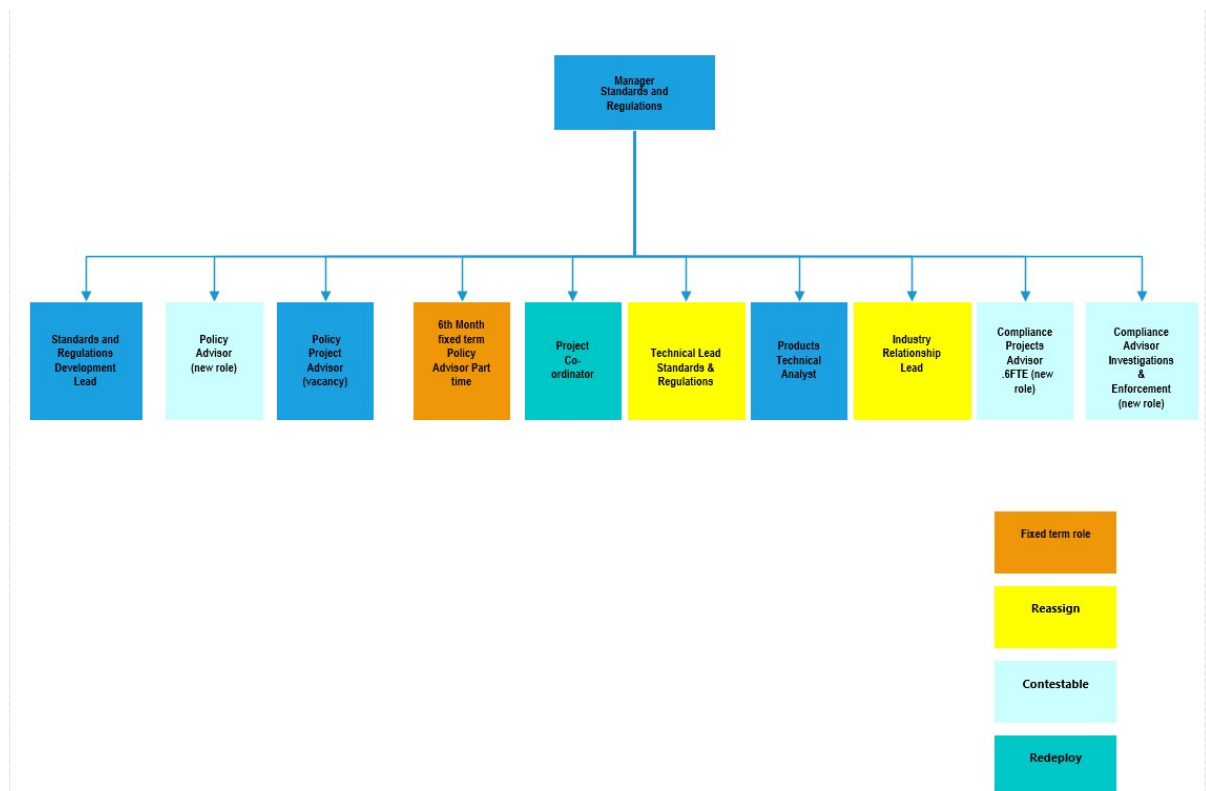 Manager
Standards and
Regulations
Standards and
Regulations
Development
Lead
Policy
Advisor
(new role)
Policy
Project
Advisor
(vacancy)
6th Month
fixed term
Policy
Advisor Part
time
Project
Co-
ordinator
Technical Lead
Standards &
Regulations
Products
Technical
Analyst
Industry
Relationship
Lead
Compliance
Projects
Advisor
.6FTE (new
role)
Compliance
Advisor
Investigations
&
Enforcement
(new role)
Fixed term role
Reassign
Contestable
Redeploy